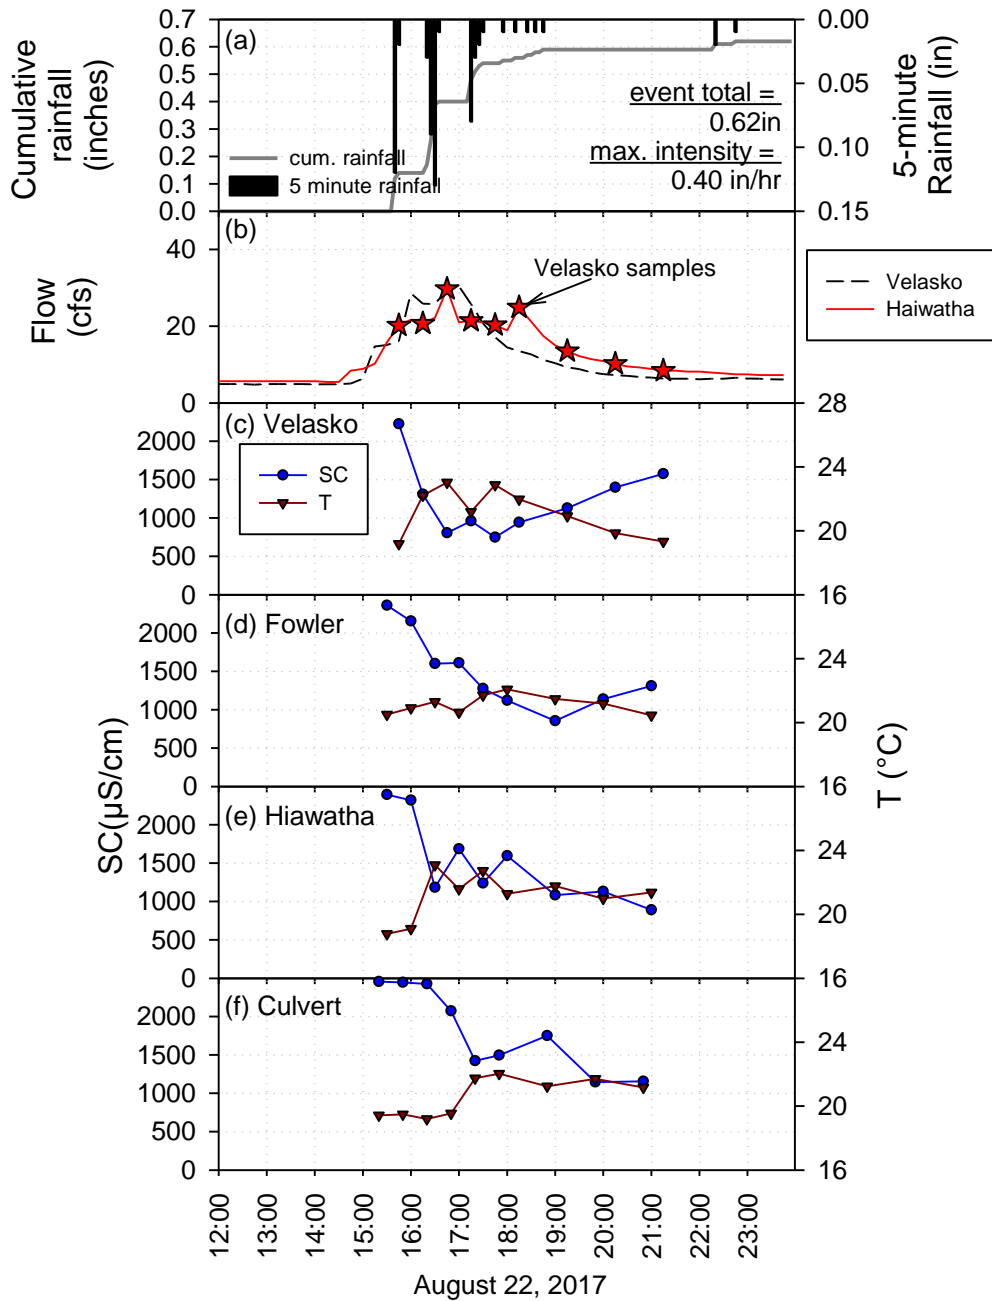 0.7
0.6
0.5
0.4
0.3
0.2
0.1
0.0
Cumulative
rainfall
(inches)
(a)
event total =
0.62in
max. intensity =
0.40 in/hr
cum. rainfall
5 minute rainfall
0.00
0.05
0.10
0.15
5-minute
Rainfall (in)
(b)
40
20
0
Flow
(cfs)
Velasko samples
Velasko
Haiwatha
(c) Velasko
SC
T
2000
1500
1000
500
0
28
24
20
16
(d) Fowler
2000
1500
1000
500
0
24
20
16
(e) Hiawatha
2000
1500
1000
500
0
24
20
16
(f) Culvert
2000
1500
1000
500
0
24
20
16
SC(µS/cm)
T (°C)
12:00
13:00
14:00
15:00
16:00
17:00
18:00
19:00
20:00
21:00
22:00
23:00
August 22, 2017